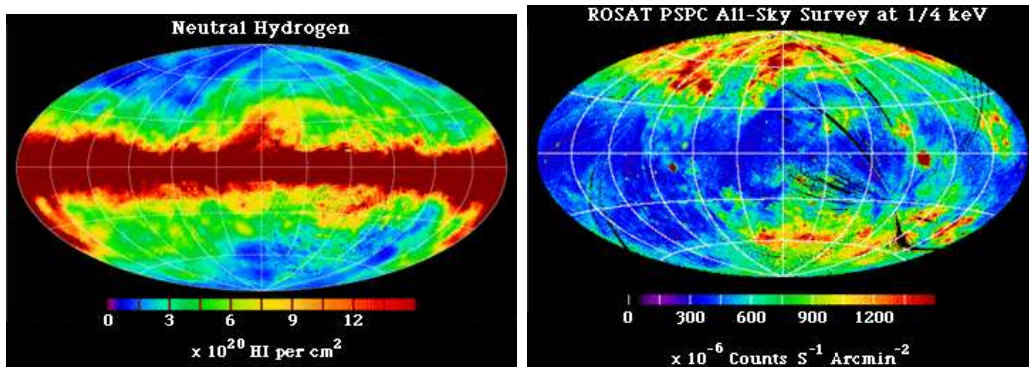 Neutral Hydrogen
0 3 6 9 12
x 10²⁰ HI per cm²
ROSAT PSPC All-Sky Survey at 1/4 keV
0 300 600 900 1200
x 10⁻⁶ Counts S⁻¹ Arcmin⁻²